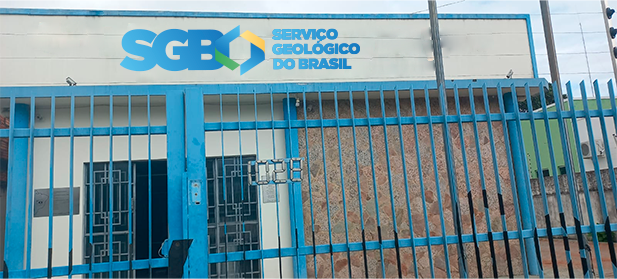 SGB
SERVIÇO
GEOLÓGICO
DO BRASIL